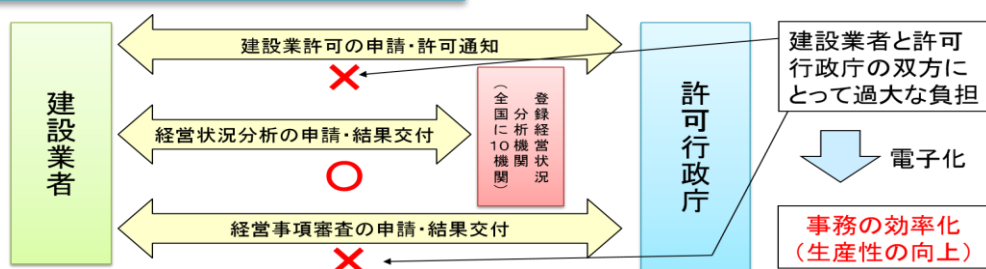 建設業許可の申請・許可通知
×
建設業者
経営状況分析の申請・結果交付
○
登録経営状況
分析機関
(全国に10機関)
許可行政庁
経営事項審査の申請・結果交付
×
建設業者と許可
行政庁の双方に
とって過大な負担
電子化
事務の効率化
(生産性の向上)